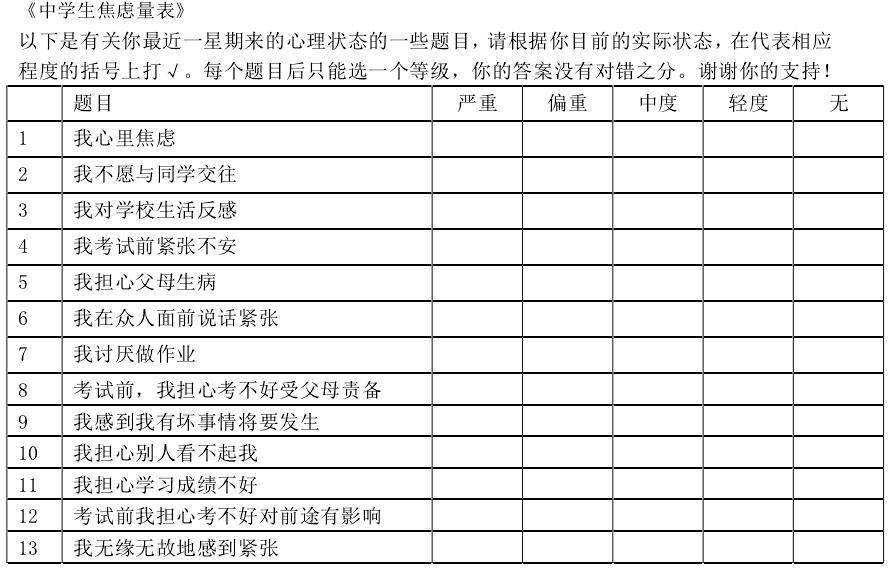 《中学生焦虑量表》
以下是有关你最近一星期来的心理状态的一些题目，请根据你目前的实际状态，在代表相应
程度的括号上打√。每个题目后只能选一个等级，你的答案没有对错之分。谢谢你的支持！
题目 严重 偏重 中度 轻度 无
1 我心里焦虑
2 我不愿与同学交往
3 我对学校生活反感
4 我考试前紧张不安
5 我担心父母生病
6 我在众人面前说话紧张
7 我讨厌做作业
8 考试前，我担心考不好受父母责备
9 我感到我有坏事情将要发生
10 我担心别人看不起我
11 我担心学习成绩不好
12 考试前我担心考不好对前途有影响
13 我无缘无故地感到紧张